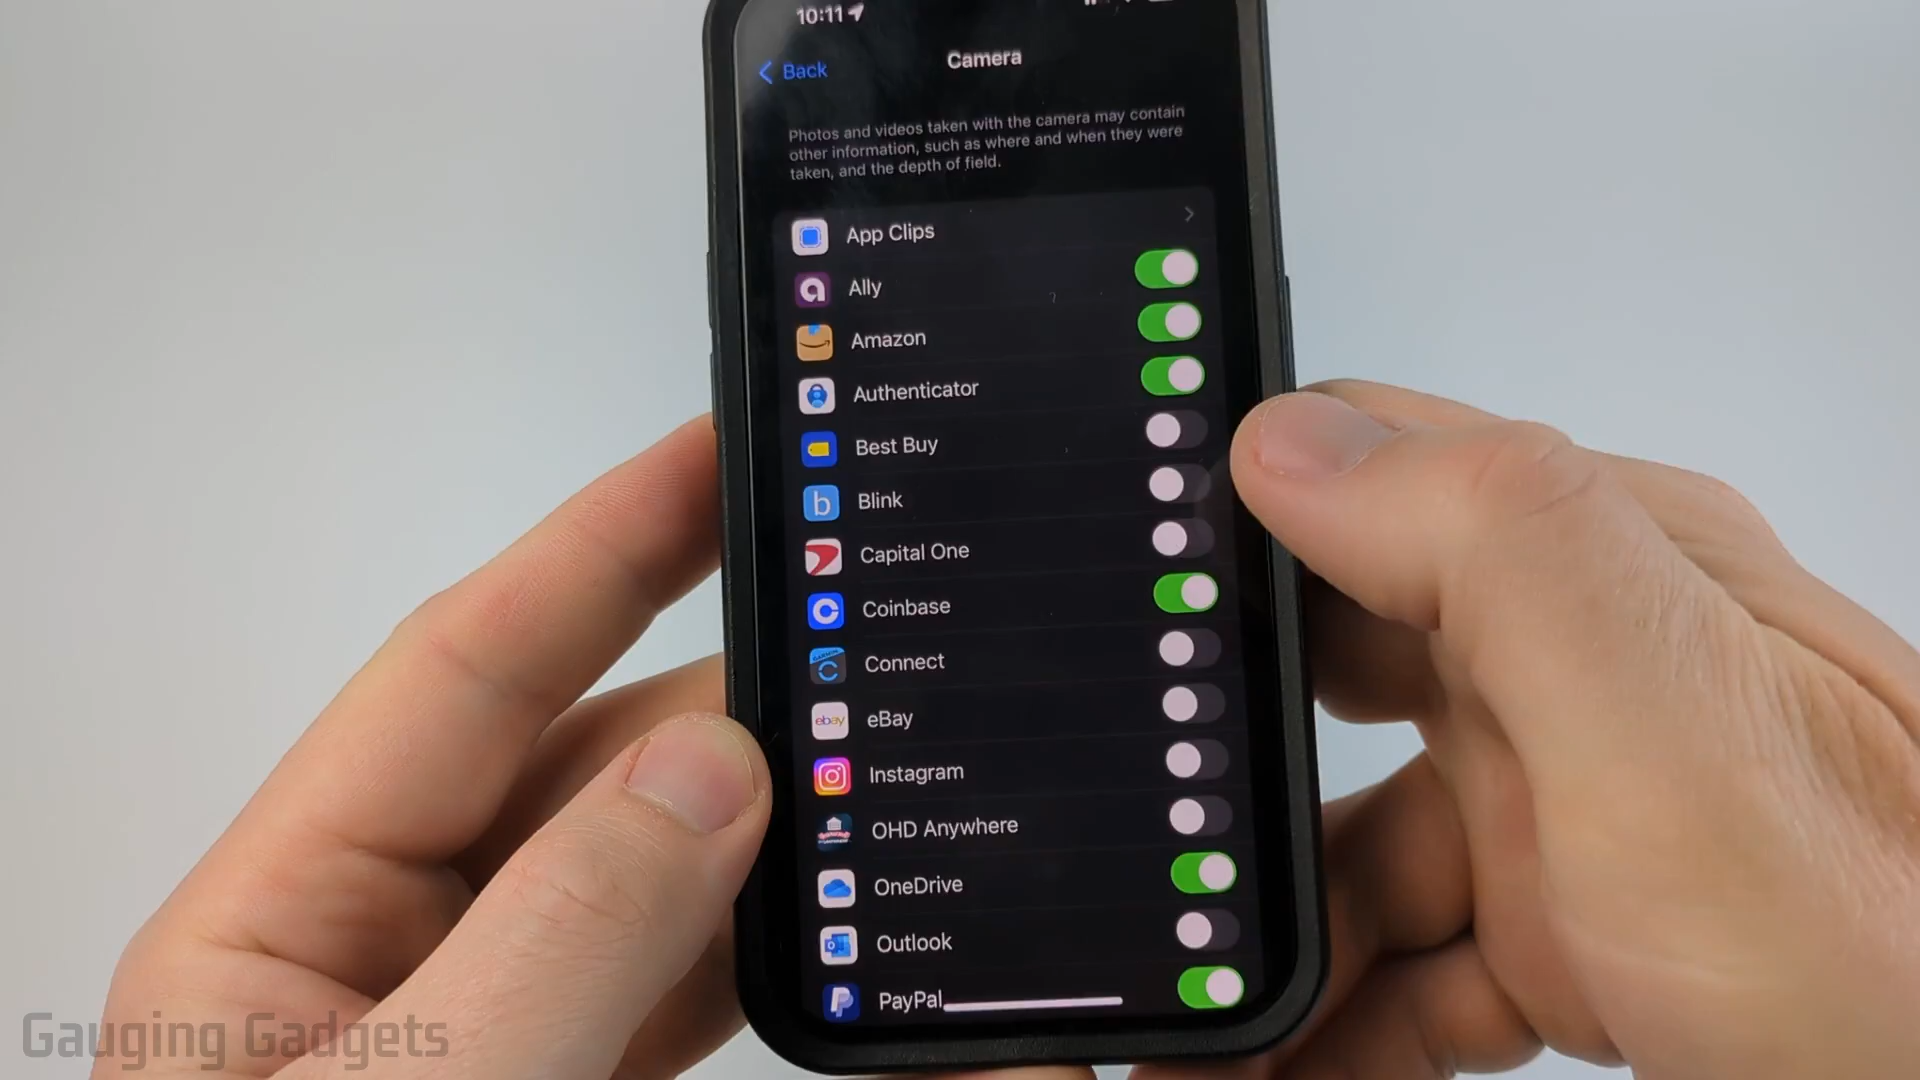 10:11
Back
Camera
Photos and videos taken with the camera may contain
other information, such as where and when they were
taken, and the depth of field.
App Clips
Ally
Amazon
Authenticator
Best Buy
b
Blink
Capital One
Coinbase
GARMIN
Connect
ebay
eBay
Instagram
OHD Anywhere
OneDrive
Outlook
PayPal
Gauging Gadgets